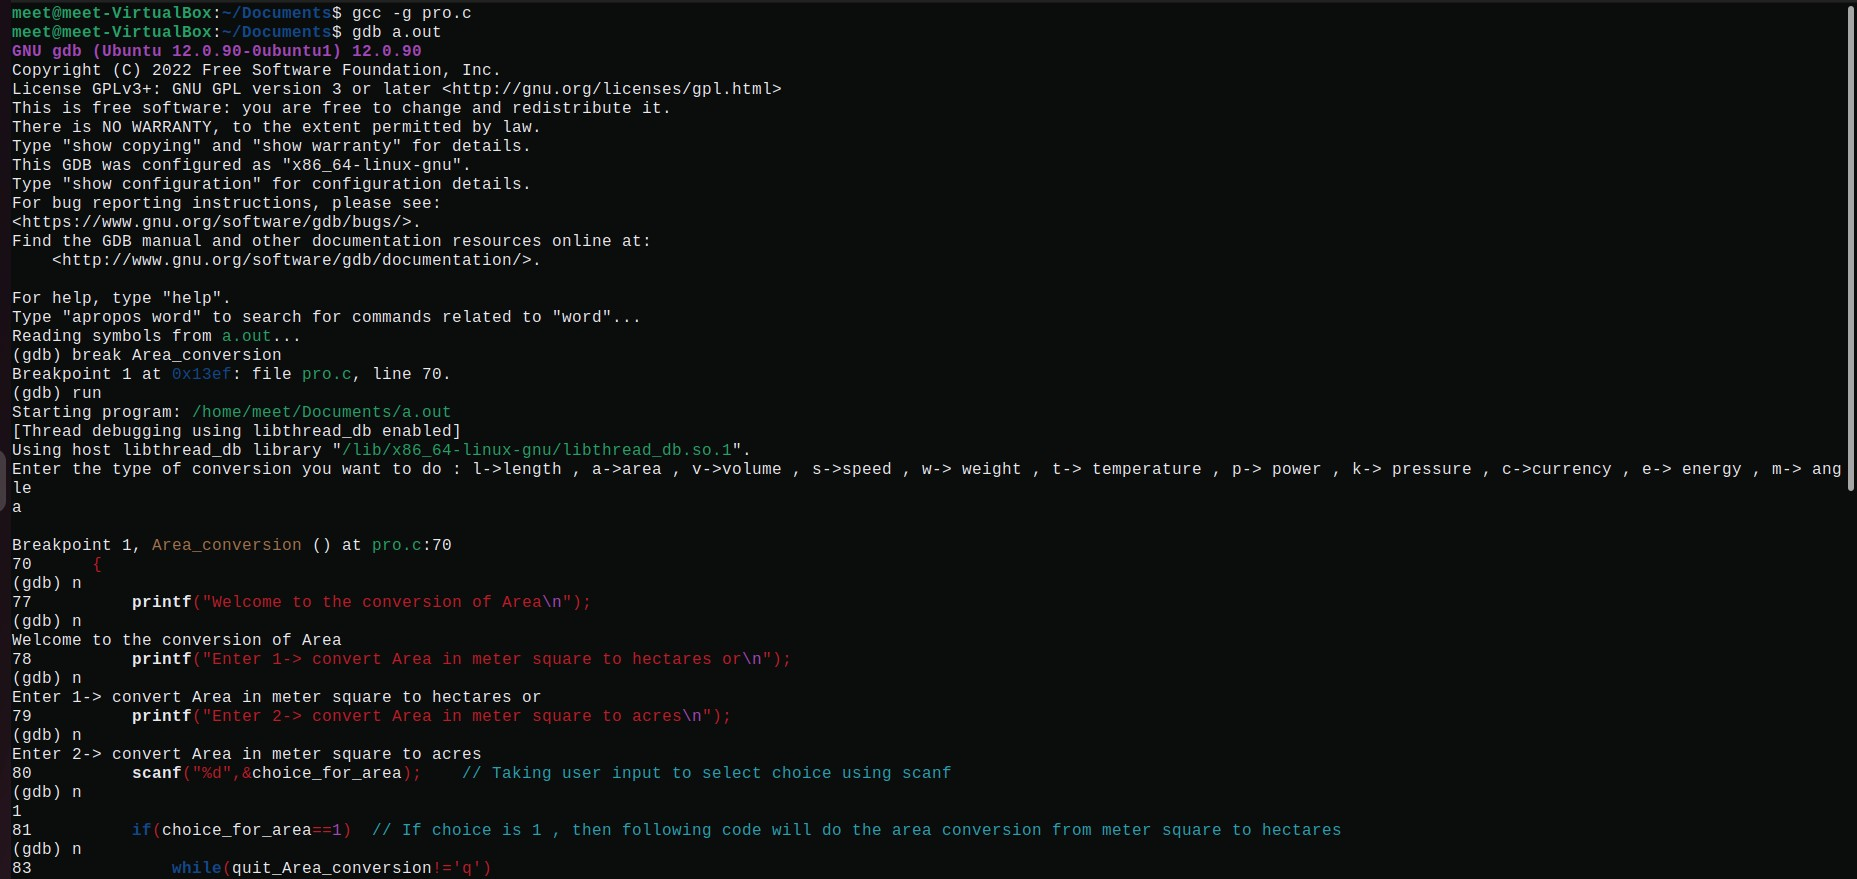 meet@meet-VirtualBox:~/Documents$ gcc -g pro.c
meet@meet-VirtualBox:~/Documents$ gdb a.out
GNU gdb (Ubuntu 12.0.90-0ubuntu1) 12.0.90
Copyright (C) 2022 Free Software Foundation, Inc.
License GPLv3+: GNU GPL version 3 or later <http://gnu.org/licenses/gpl.html>
This is free software: you are free to change and redistribute it.
There is NO WARRANTY, to the extent permitted by law.
Type "show copying" and "show warranty" for details.
This GDB was configured as "x86_64-linux-gnu".
Type "show configuration" for configuration details.
For bug reporting instructions, please see:
<https://www.gnu.org/software/gdb/bugs/>.
Find the GDB manual and other documentation resources online at:
    <http://www.gnu.org/software/gdb/documentation/>.

For help, type "help".
Type "apropos word" to search for commands related to "word"...
Reading symbols from a.out...
(gdb) break Area_conversion
Breakpoint 1 at 0x13ef: file pro.c, line 70.
(gdb) run
Starting program: /home/meet/Documents/a.out
[Thread debugging using libthread_db enabled]
Using host libthread_db library "/lib/x86_64-linux-gnu/libthread_db.so.1".
Enter the type of conversion you want to do : l->length , a->area , v->volume , s->speed , w-> weight , t-> temperature , p-> power , k-> pressure , c->currency , e-> energy , m-> ang
le
a

Breakpoint 1, Area_conversion () at pro.c:70
70      {
(gdb) n
77          printf("Welcome to the conversion of Area\n");
(gdb) n
Welcome to the conversion of Area
78          printf("Enter 1-> convert Area in meter square to hectares or\n");
(gdb) n
Enter 1-> convert Area in meter square to hectares or
79          printf("Enter 2-> convert Area in meter square to acres\n");
(gdb) n
Enter 2-> convert Area in meter square to acres
80          scanf("%d",&choice_for_area);    // Taking user input to select choice using scanf
(gdb) n
1
81          if(choice_for_area==1)  // If choice is 1 , then following code will do the area conversion from meter square to hectares
(gdb) n
83              while(quit_Area_conversion!='q')